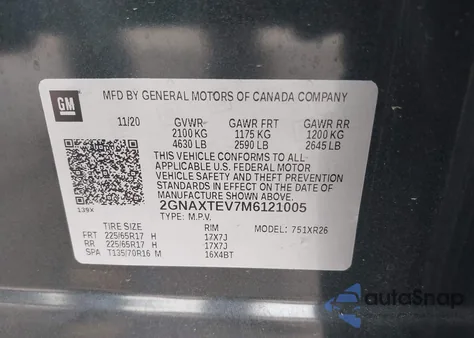 GM
MFD BY GENERAL MOTORS OF CANADA COMPANY
11/20 GVWR GAWR FRT GAWR RR
2100 KG 1175 KG 1200 KG
4630 LB 2590 LB 2645 LB
THIS VEHICLE CONFORMS TO ALL
APPLICABLE U.S. FEDERAL MOTOR
VEHICLE SAFETY AND THEFT
PREVENTION STANDARDS IN
EFFECT ON THE DATE OF
MANUFACTURE SHOWN ABOVE.
139X
2GNAXTEV7M6121005
TYPE: M.P.V. MODEL: 751XR26
TIRE SIZE RIM
FRT 225/65R17 H 17X7J
RR 225/65R17 H 17X7J
SPA T135/70R16 M 16X4BT
autoSnap